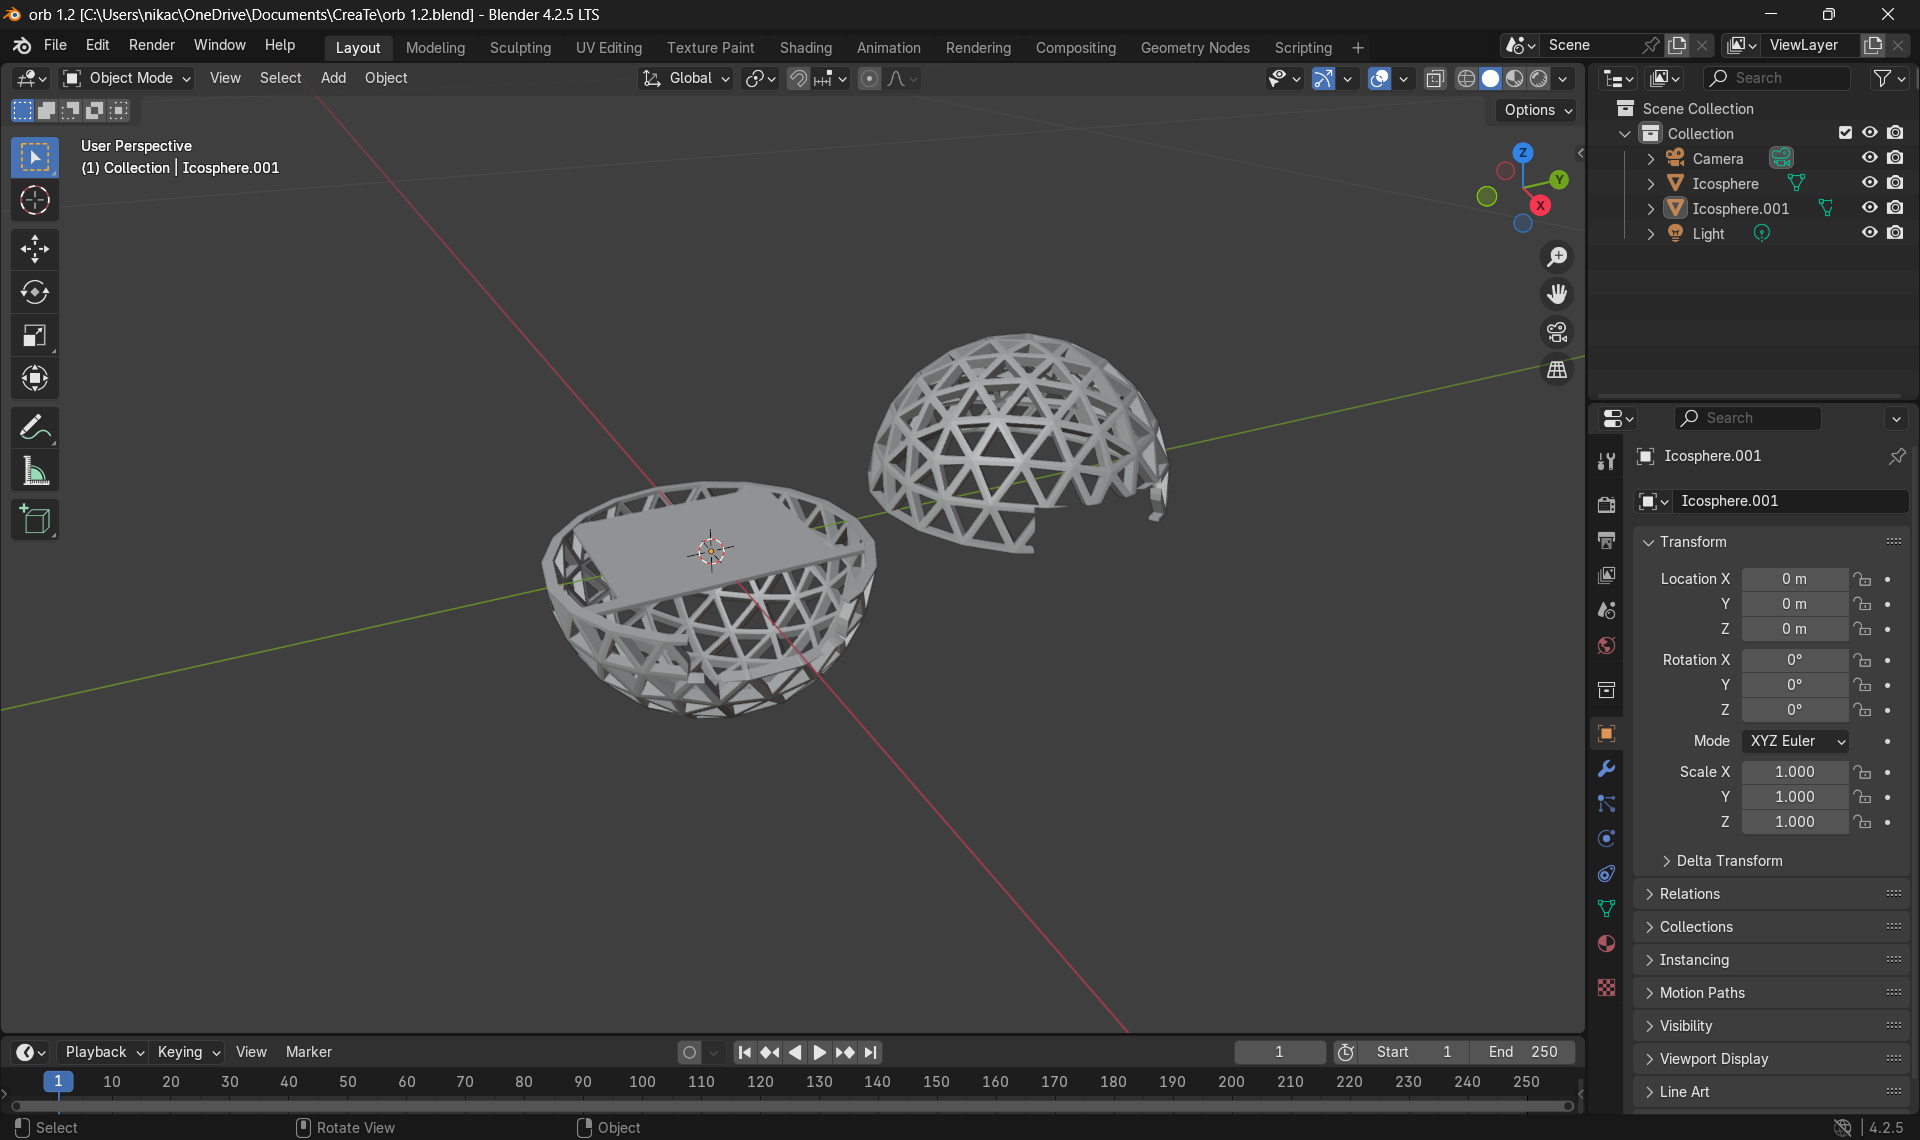 orb 1.2 [C:\Users\nikac\OneDrive\Documents\CreaTe\orb 1.2.blend] - Blender 4.2.5 LTS
File Edit Render Window Help Layout Modeling Sculpting UV Editing Texture Paint Shading Animation Rendering Compositing Geometry Nodes Scripting + Scene ViewLayer
Object Mode View Select Add Object Global Search
Options
User Perspective
(1) Collection | Icosphere.001
Z
Y
X
Scene Collection
Collection
Camera
Icosphere
Icosphere.001
Light
Search
Icosphere.001
Icosphere.001
Transform
Location X 0 m
Y 0 m
Z 0 m
Rotation X 0°
Y 0°
Z 0°
Mode XYZ Euler
Scale X 1.000
Y 1.000
Z 1.000
Delta Transform
Relations
Collections
Instancing
Motion Paths
Visibility
Viewport Display
Line Art
Playback Keying View Marker 1 Start 1 End 250
1 10 20 30 40 50 60 70 80 90 100 110 120 130 140 150 160 170 180 190 200 210 220 230 240 250
Select Rotate View Object 4.2.5